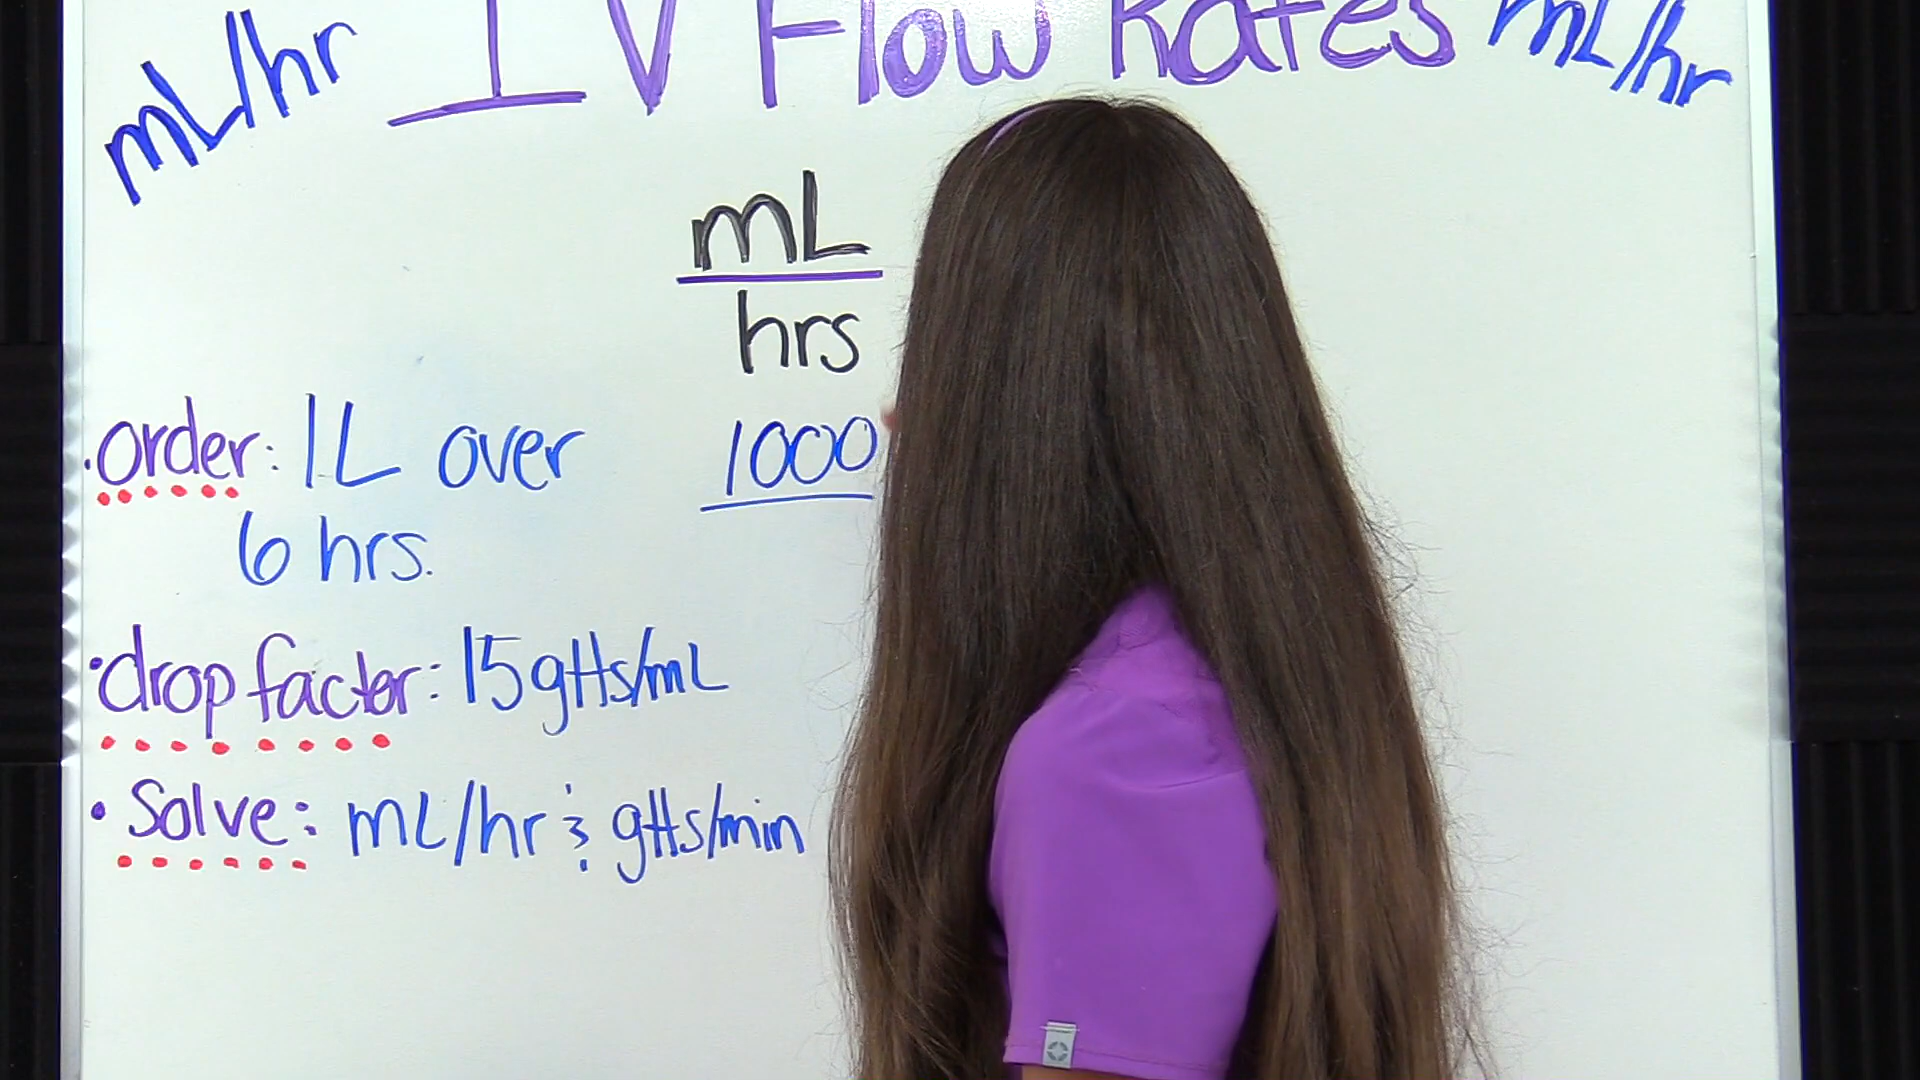 mL/hr IV Flow Rates mL/hr
mL
hrs
order: 1L over
6 hrs.
1000
drop factor: 15gtts/mL
Solve: mL/hr & gtts/min